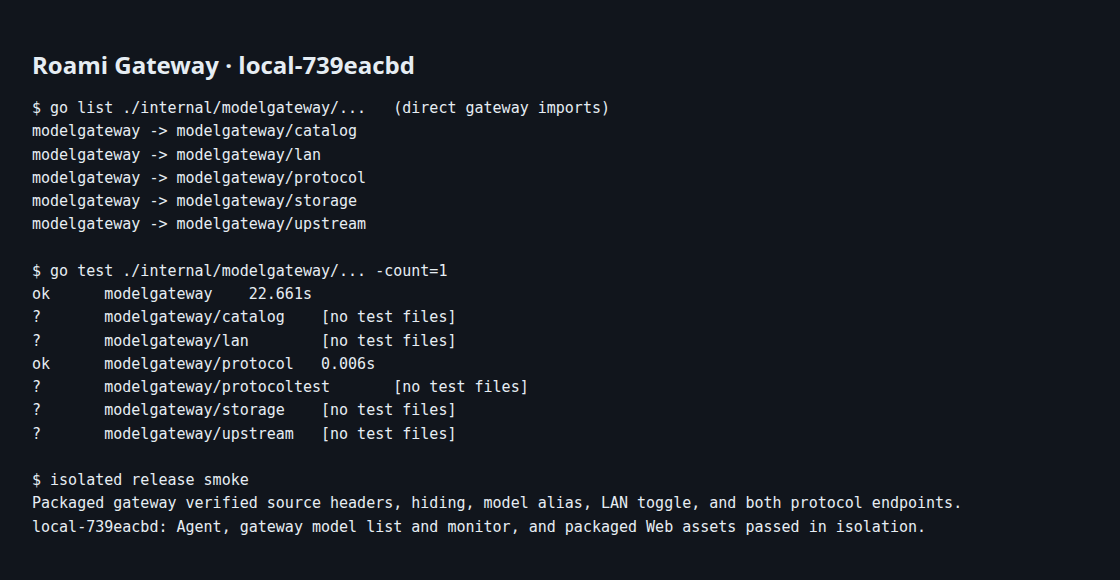 Roami Gateway · local-739eacbd
$ go list ./internal/modelgateway/...   (direct gateway imports)
modelgateway -> modelgateway/catalog
modelgateway -> modelgateway/lan
modelgateway -> modelgateway/protocol
modelgateway -> modelgateway/storage
modelgateway -> modelgateway/upstream
$ go test ./internal/modelgateway/... -count=1
ok      modelgateway    22.661s
?       modelgateway/catalog    [no test files]
?       modelgateway/lan        [no test files]
ok      modelgateway/protocol   0.006s
?       modelgateway/protocoltest       [no test files]
?       modelgateway/storage    [no test files]
?       modelgateway/upstream   [no test files]
$ isolated release smoke
Packaged gateway verified source headers, hiding, model alias, LAN toggle, and both protocol endpoints.
local-739eacbd: Agent, gateway model list and monitor, and packaged Web assets passed in isolation.